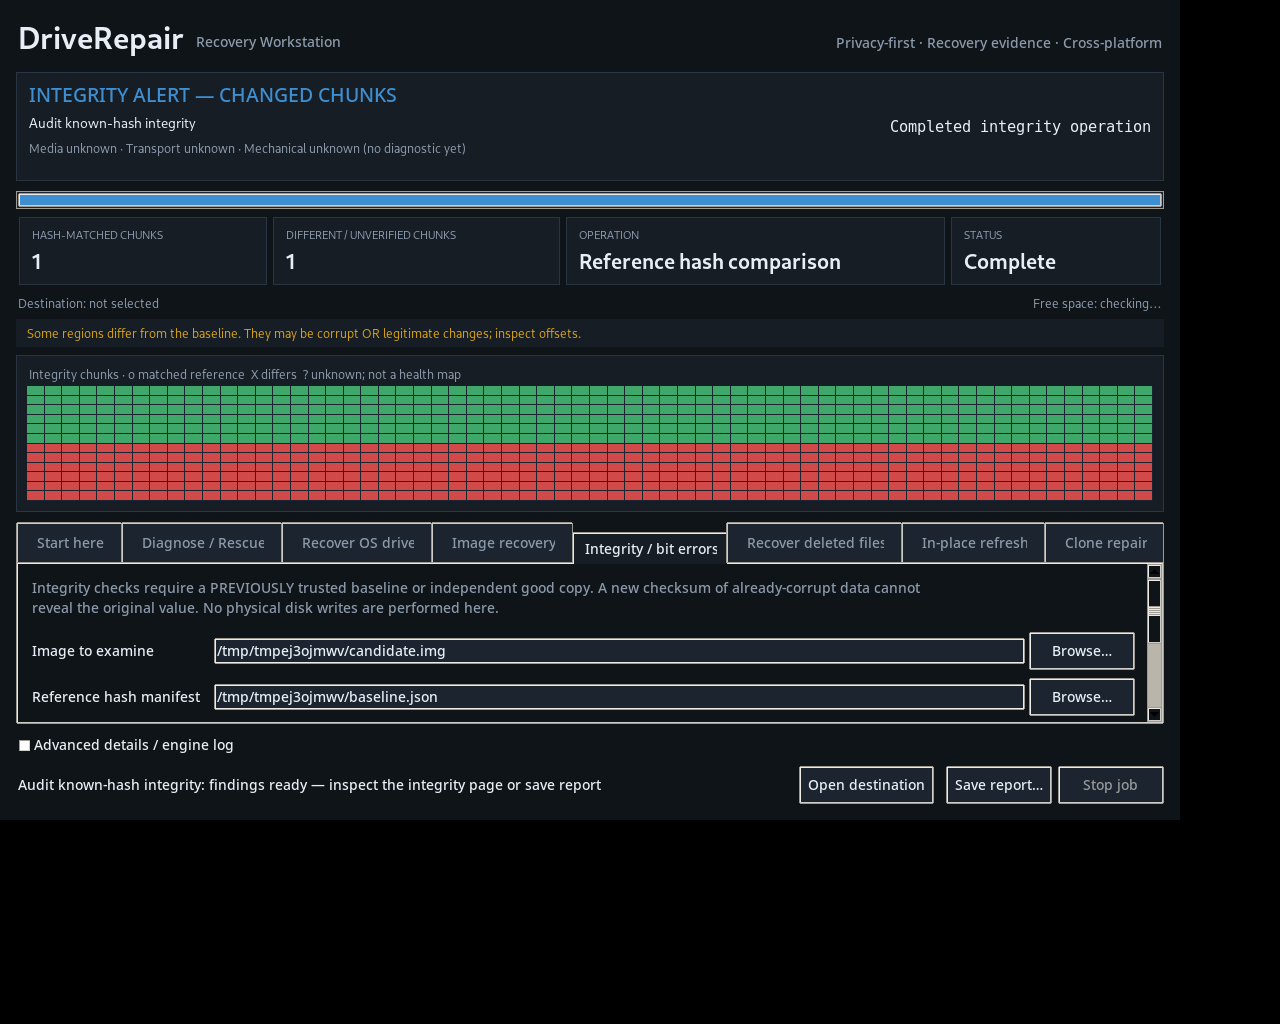 DriveRepair Recovery Workstation
Privacy-first · Recovery evidence · Cross-platform
INTEGRITY ALERT — CHANGED CHUNKS
Audit known-hash integrity
Completed integrity operation
Media unknown · Transport unknown · Mechanical unknown (no diagnostic yet)
HASH-MATCHED CHUNKS
1
DIFFERENT / UNVERIFIED CHUNKS
1
OPERATION
Reference hash comparison
STATUS
Complete
Destination: not selected
Free space: checking…
Some regions differ from the baseline. They may be corrupt OR legitimate changes; inspect offsets.
Integrity chunks · o matched reference  X differs  ? unknown; not a health map
Start here
Diagnose / Rescue
Recover OS drive
Image recovery
Integrity / bit errors
Recover deleted files
In-place refresh
Clone repair
Integrity checks require a PREVIOUSLY trusted baseline or independent good copy. A new checksum of already-corrupt data cannot
reveal the original value. No physical disk writes are performed here.
Image to examine
/tmp/tmpej3ojmwv/candidate.img
Browse…
Reference hash manifest
/tmp/tmpej3ojmwv/baseline.json
Browse…
Advanced details / engine log
Audit known-hash integrity: findings ready — inspect the integrity page or save report
Open destination
Save report…
Stop job